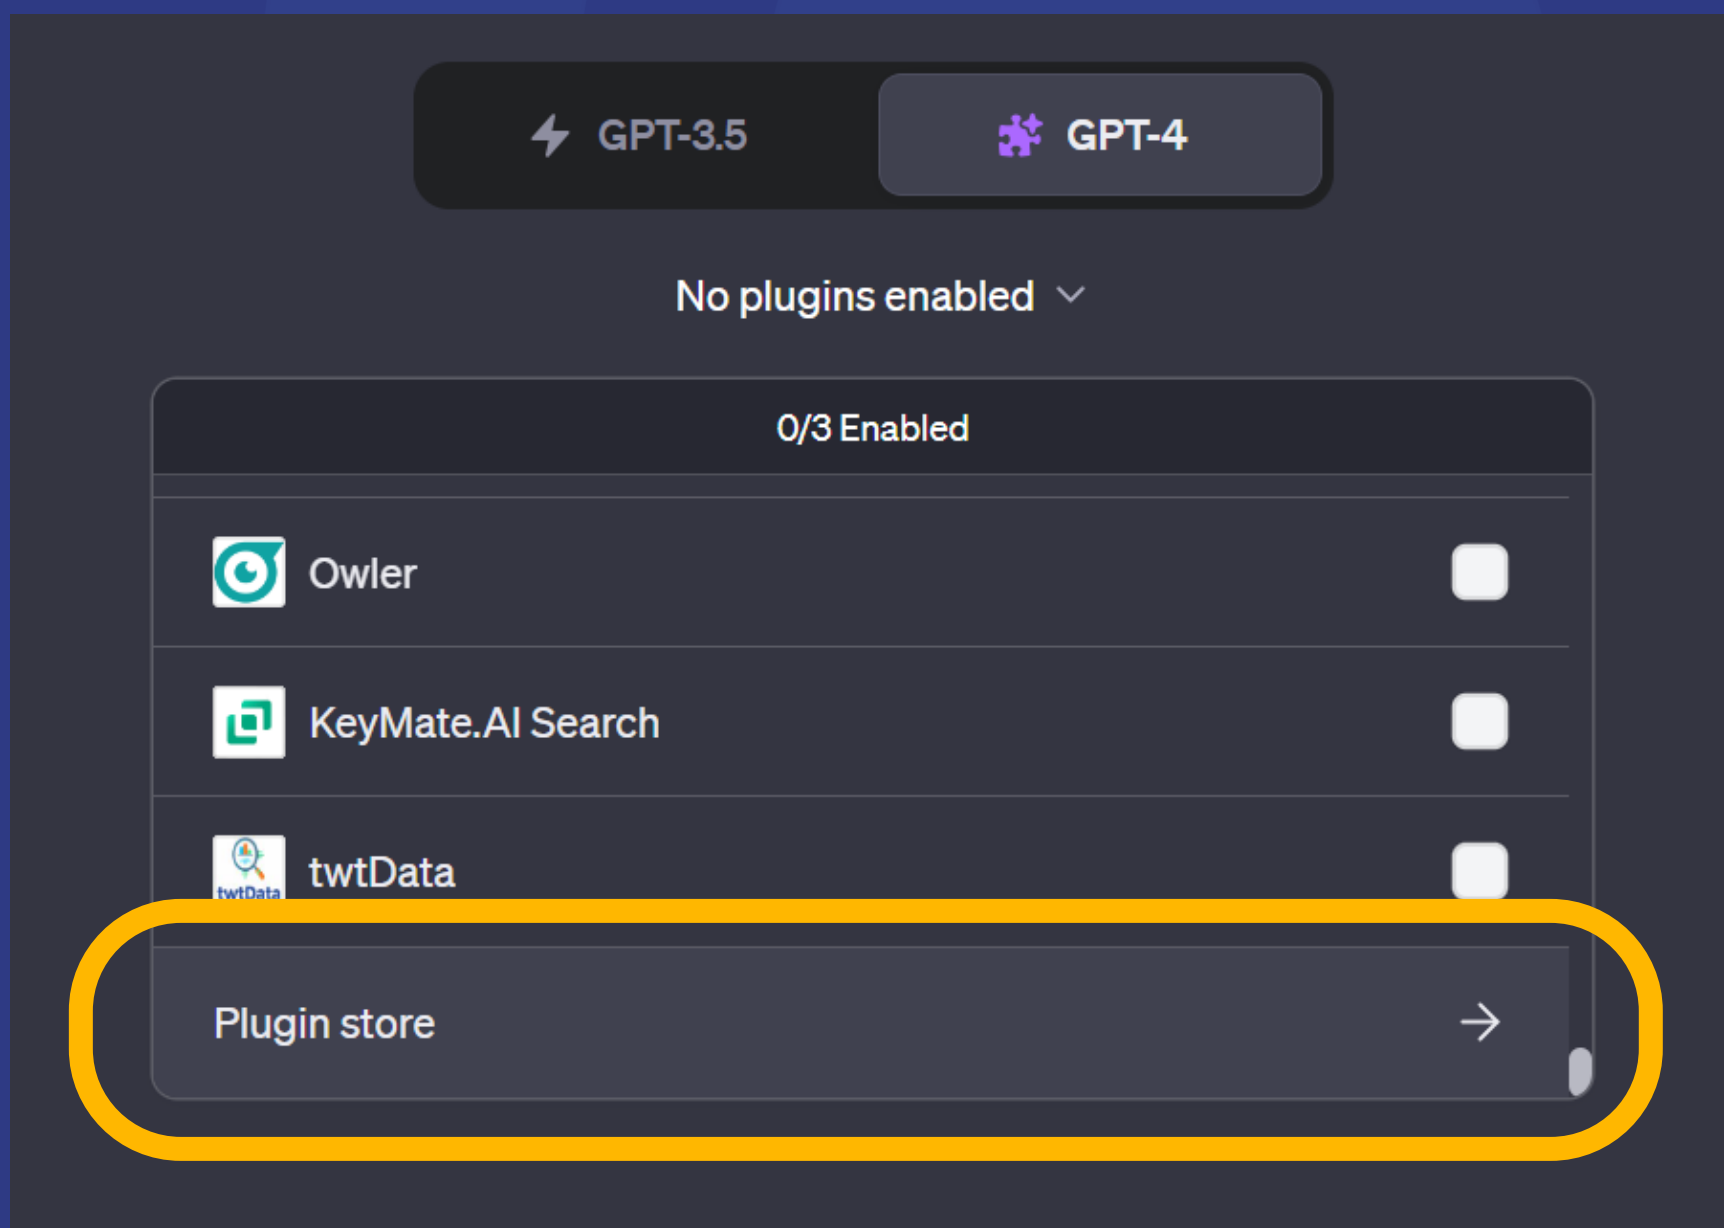 GPT-3.5
GPT-4
No plugins enabled
0/3 Enabled
Owler
KeyMate.AI Search
twtData
twtData
Plugin store